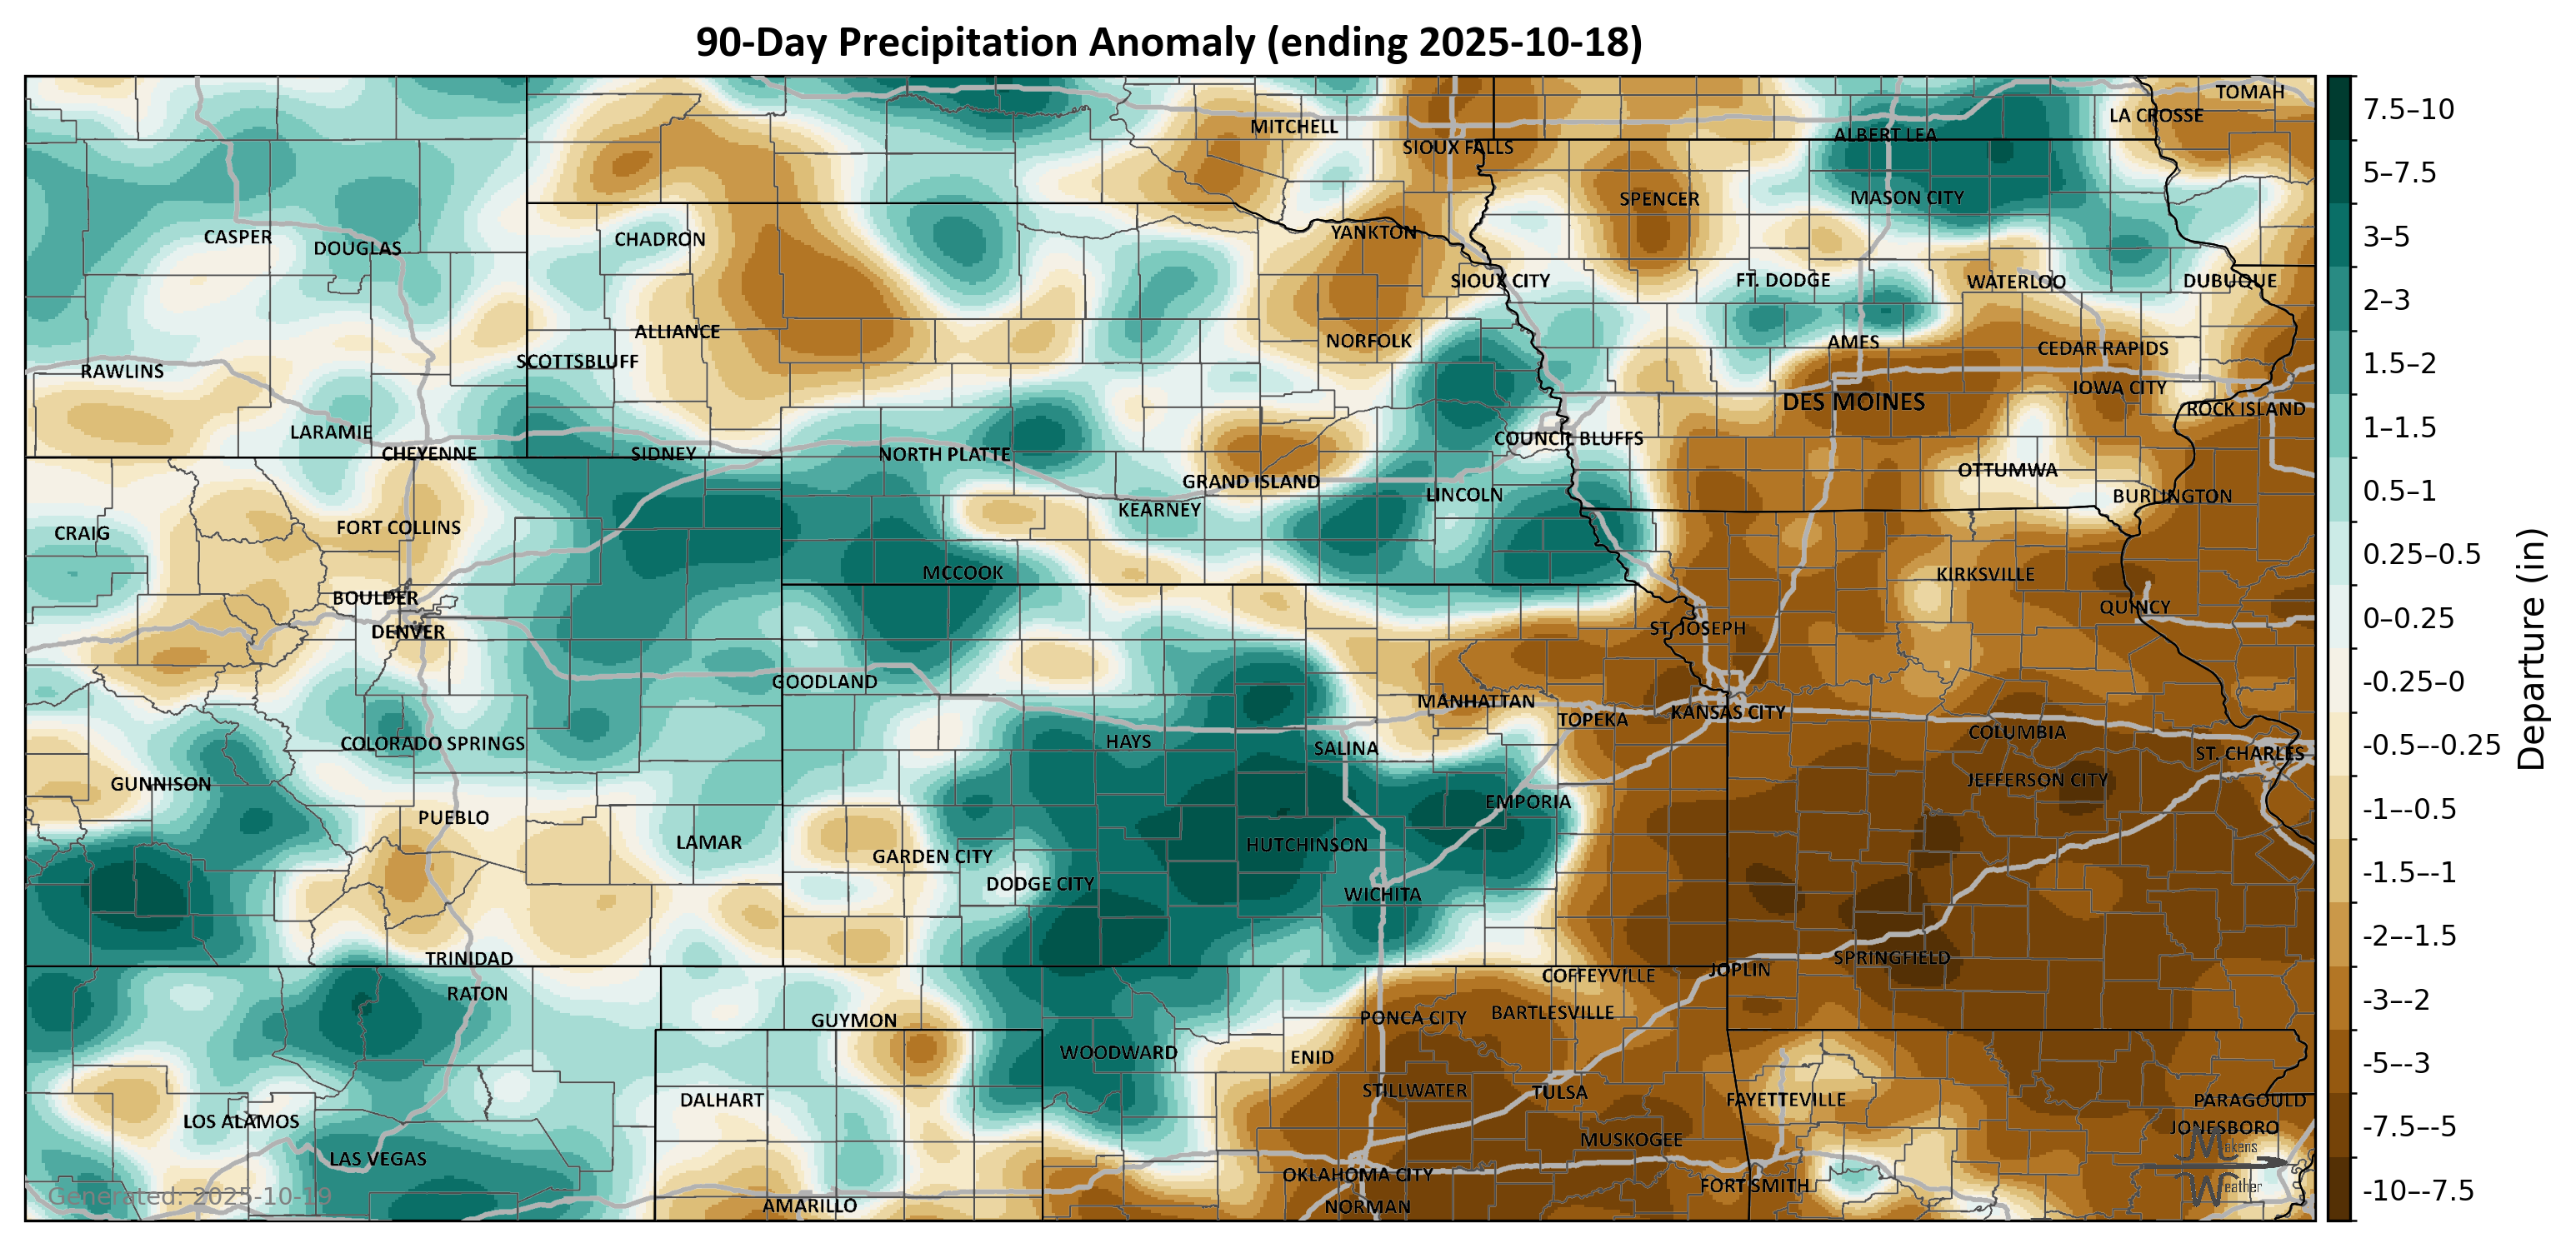 90-Day Precipitation Anomaly (ending 2025-10-18)
TOMAH
LA CROSSE
MITCHELL
ALBERT LEA
SIOUX FALLS
SPENCER
MASON CITY
YANKTON
CASPER
CHADRON
DOUGLAS
SIOUX CITY
FT. DODGE
WATERLOO
DUBUQUE
ALLIANCE
NORFOLK
AMES
CEDAR RAPIDS
SCOTTSBLUFF
RAWLINS
IOWA CITY
DES MOINES
ROCK ISLAND
LARAMIE
COUNCIL BLUFFS
CHEYENNE
SIDNEY
NORTH PLATTE
OTTUMWA
GRAND ISLAND
LINCOLN
BURLINGTON
KEARNEY
FORT COLLINS
CRAIG
MCCOOK
KIRKSVILLE
BOULDER
QUINCY
DENVER
ST. JOSEPH
GOODLAND
MANHATTAN
KANSAS CITY
TOPEKA
COLUMBIA
COLORADO SPRINGS
HAYS
SALINA
ST. CHARLES
GUNNISON
JEFFERSON CITY
EMPORIA
PUEBLO
LAMAR
HUTCHINSON
GARDEN CITY
DODGE CITY
WICHITA
TRINIDAD
SPRINGFIELD
JOPLIN
COFFEYVILLE
RATON
BARTLESVILLE
PONCA CITY
GUYMON
WOODWARD
ENID
STILLWATER
TULSA
DALHART
FAYETTEVILLE
PARAGOULD
LOS ALAMOS
JONESBORO
MUSKOGEE
LAS VEGAS
OKLAHOMA CITY
FORT SMITH
AMARILLO
NORMAN
Generated: 2025-10-19
Makens
Weather
7.5–10
5–7.5
3–5
2–3
1.5–2
1–1.5
0.5–1
0.25–0.5
0–0.25
-0.25–0
-0.5–-0.25
-1–-0.5
-1.5–-1
-2–-1.5
-3–-2
-5–-3
-7.5–-5
-10–-7.5
Departure (in)